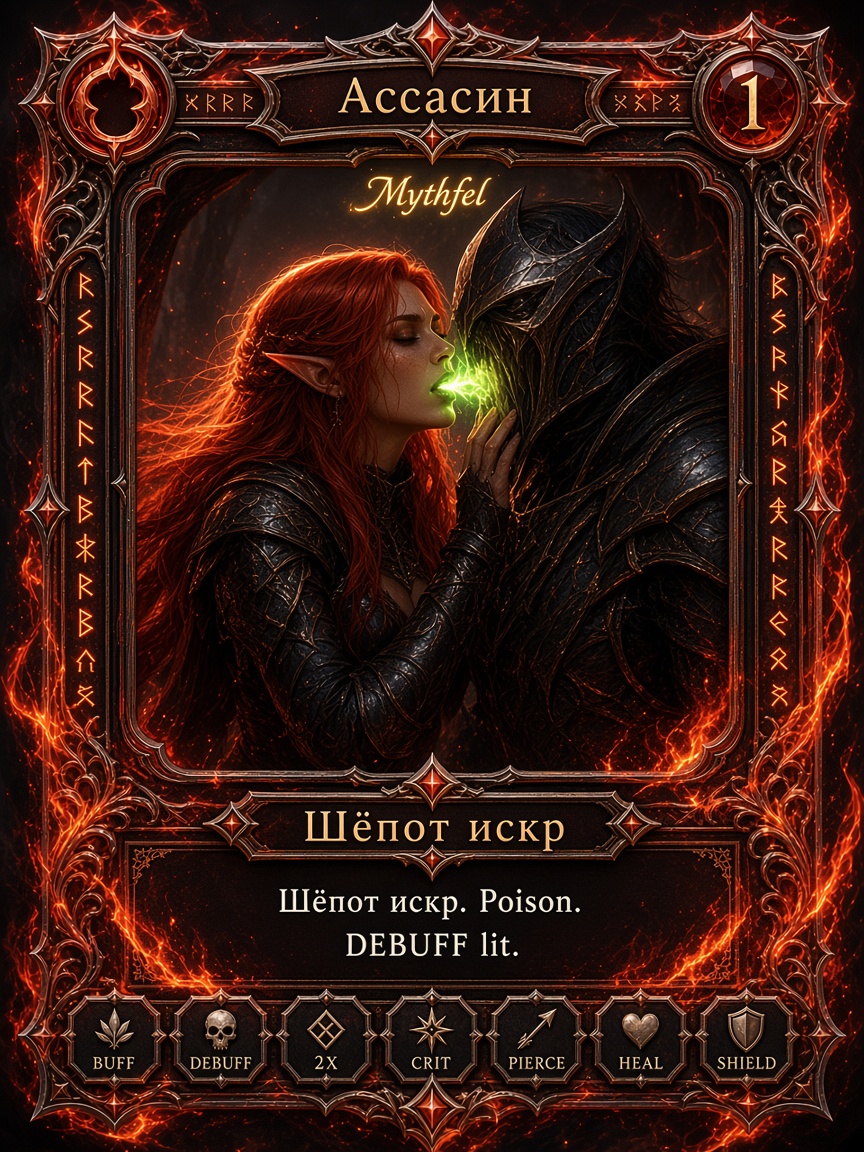 Ассасин
1
Mythfel
Шёпот искр
Шёпот искр. Poison.
DEBUFF lit.
BUFF
DEBUFF
2X
CRIT
PIERCE
HEAL
SHIELD